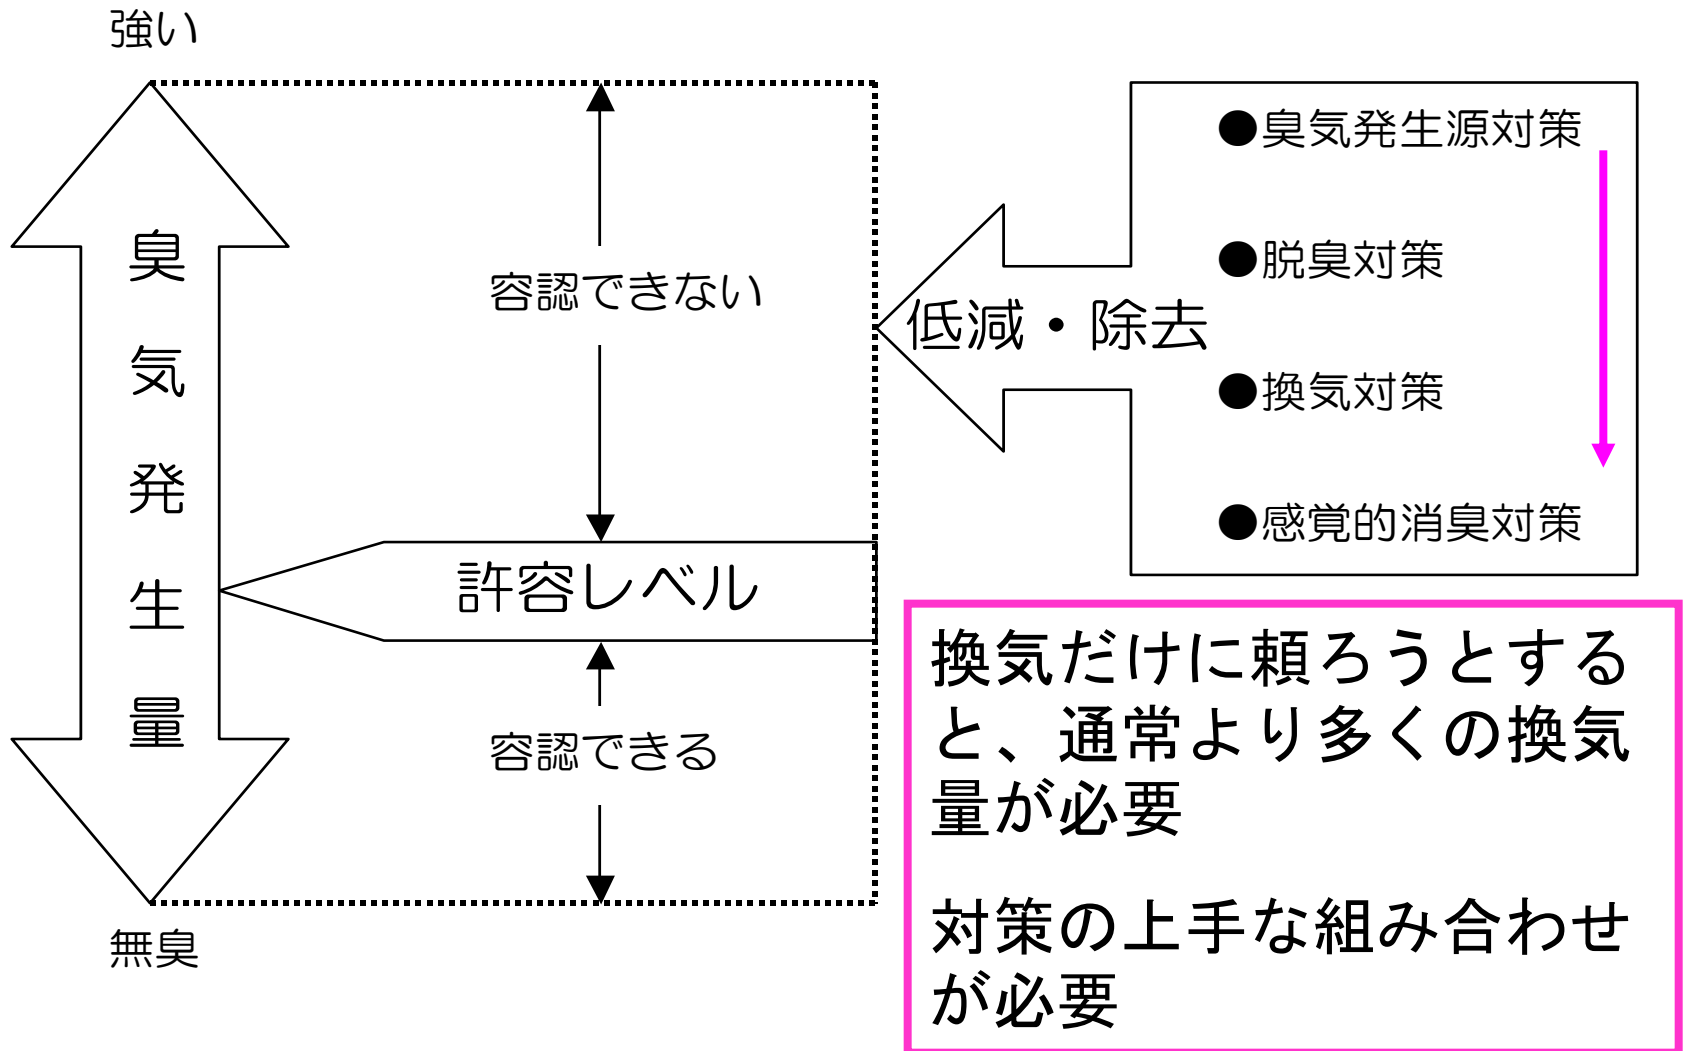 強い
臭気発生量
容認できない
許容レベル
容認できる
無臭
低減・除去
●臭気発生源対策
●脱臭対策
●換気対策
●感覚的消臭対策
換気だけに頼ろうとする
と、通常より多くの換気
量が必要
対策の上手な組み合わせ
が必要